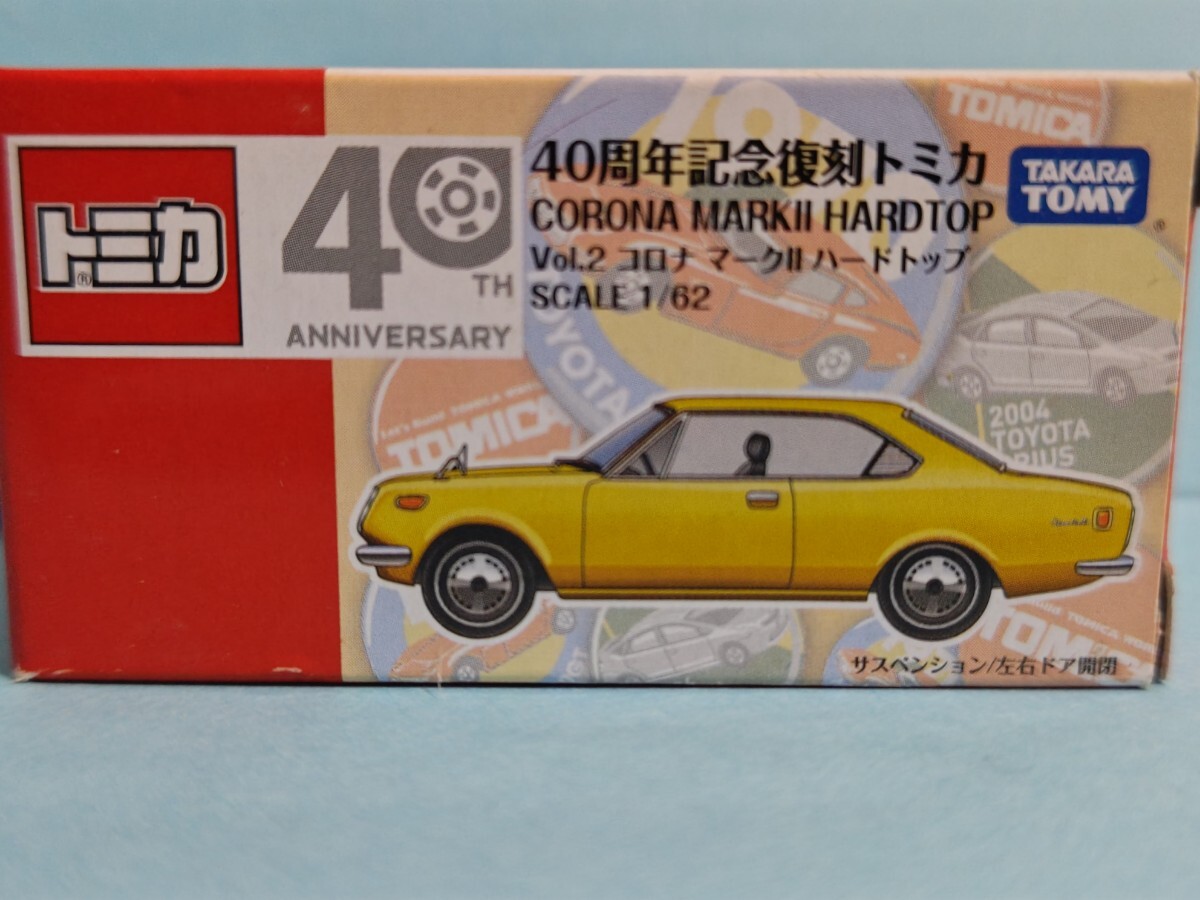 トミカ
®
40
TH
ANNIVERSARY
40周年記念復刻トミカ
CORONA MARKII HARDTOP
Vol.2 コロナ マークII ハードトップ
SCALE 1/62
TAKARA
TOMY
®
TOMICA
TOYOTA
TOMICA
2004
TOYOTA
サスペンション/左右ドア開閉